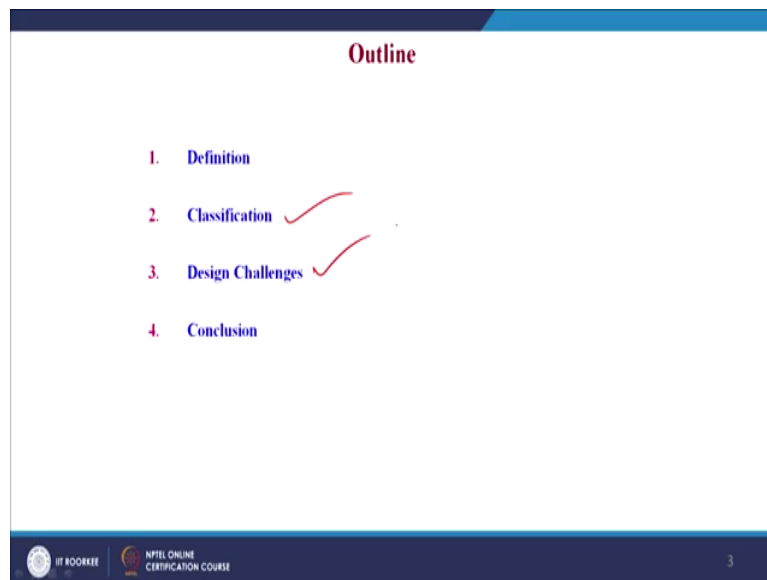 Outline
1. Definition
2. Classification
3. Design Challenges
4. Conclusion
IIT ROORKEE
NPTEL ONLINE
CERTIFICATION COURSE
3